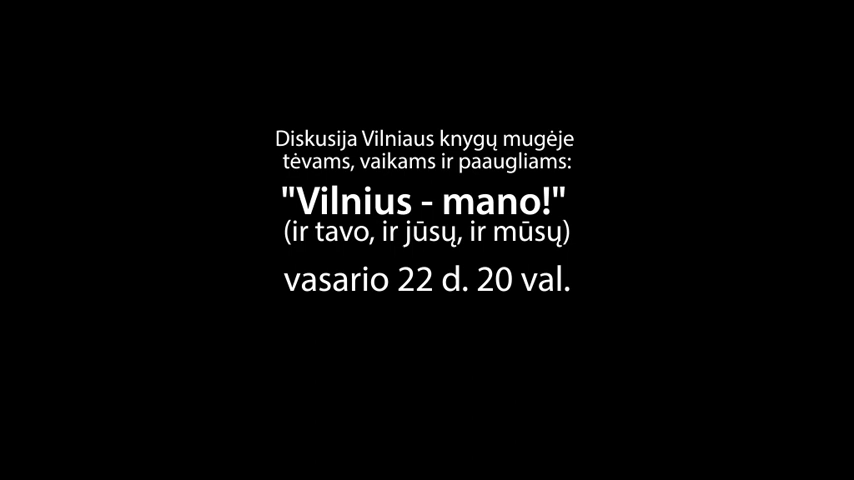 Diskusija Vilniaus knygų mugėje
tėvams, vaikams ir paaugliams:
"Vilnius - mano!"
(ir tavo, ir jūsų, ir mūsų)
vasario 22 d. 20 val.